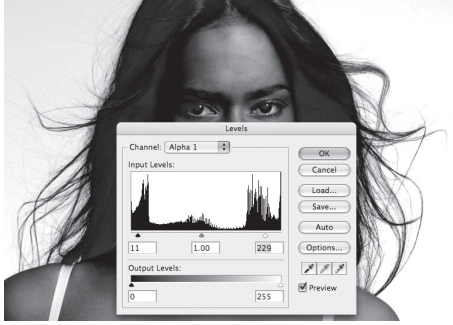 Levels
Channel: Alpha 1
Input Levels:
11 1.00 229
Output Levels:
0 255
OK
Cancel
Load...
Save...
Auto
Options...
Preview